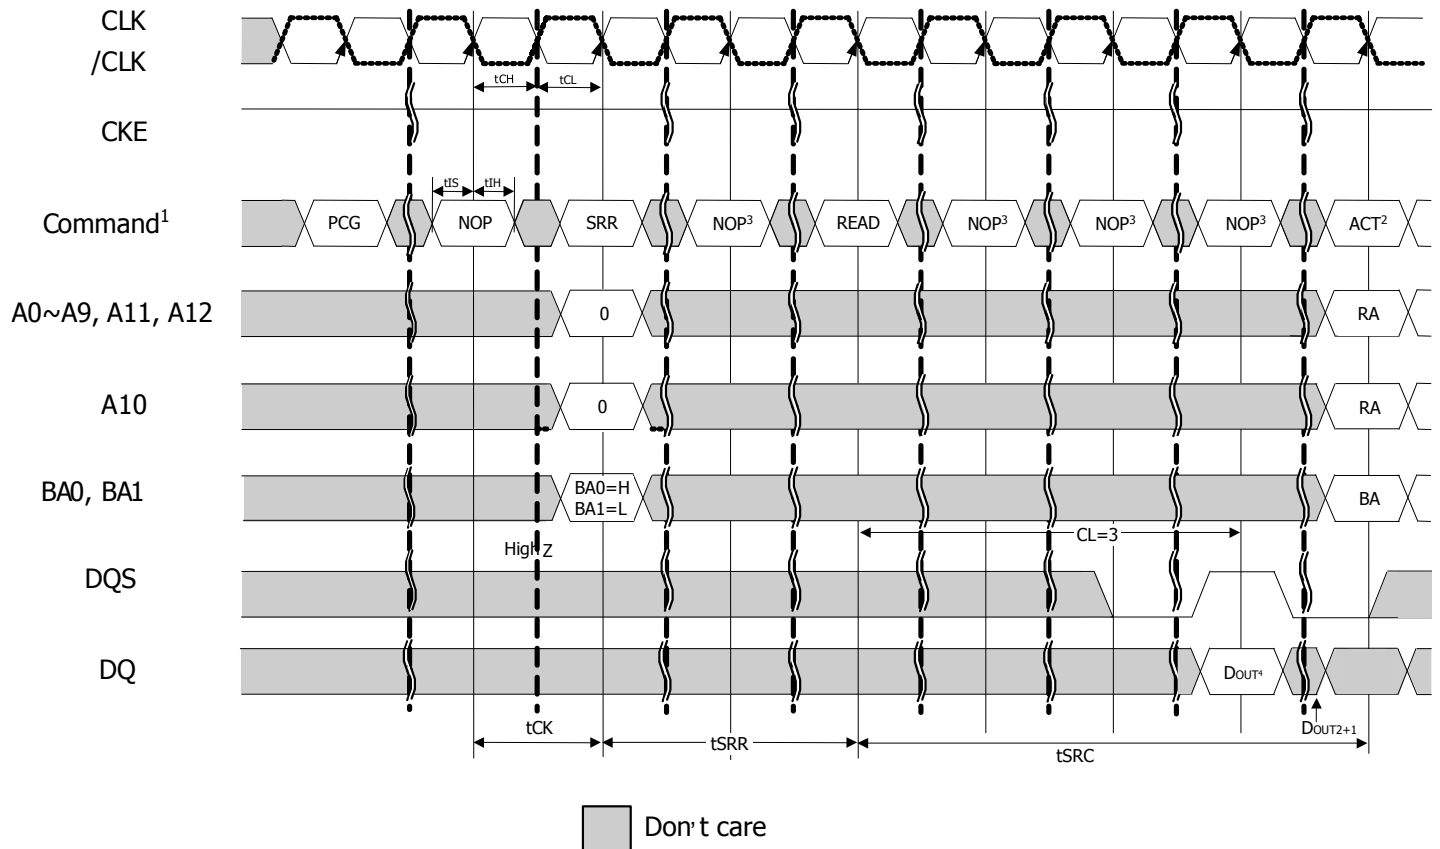 CLK
/CLK
tCH tCL
CKE
tIS tIH
Command¹ PCG NOP SRR NOP³ READ NOP³ NOP³ NOP³ ACT²
A0~A9, A11, A12 0 RA
A10 0 RA
BA0, BA1 BA0=H BA1=L BA
CL=3
High Z
DQS
DQ DOUT⁴
DOUT2+1
tCK tSRR tSRC
Don't care